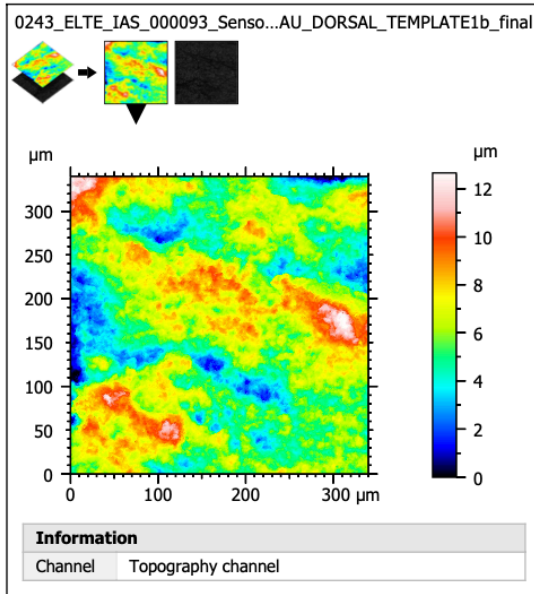 0243_ELTE_IAS_000093_Senso...AU_DORSAL_TEMPLATE1b_final
µm
µm
300
250
200
150
100
50
0
0
100
200
300 µm
12
10
8
6
4
2
0
Information
Channel Topography channel